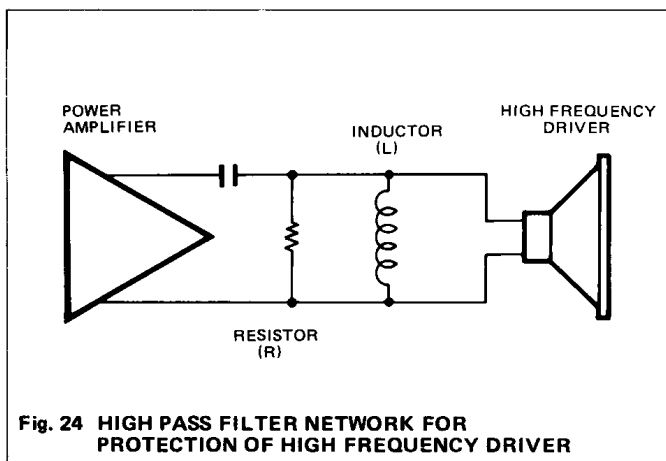 POWER
AMPLIFIER
INDUCTOR
(L)
HIGH FREQUENCY
DRIVER
RESISTOR
(R)
Fig. 24 HIGH PASS FILTER NETWORK FOR
PROTECTION OF HIGH FREQUENCY DRIVER